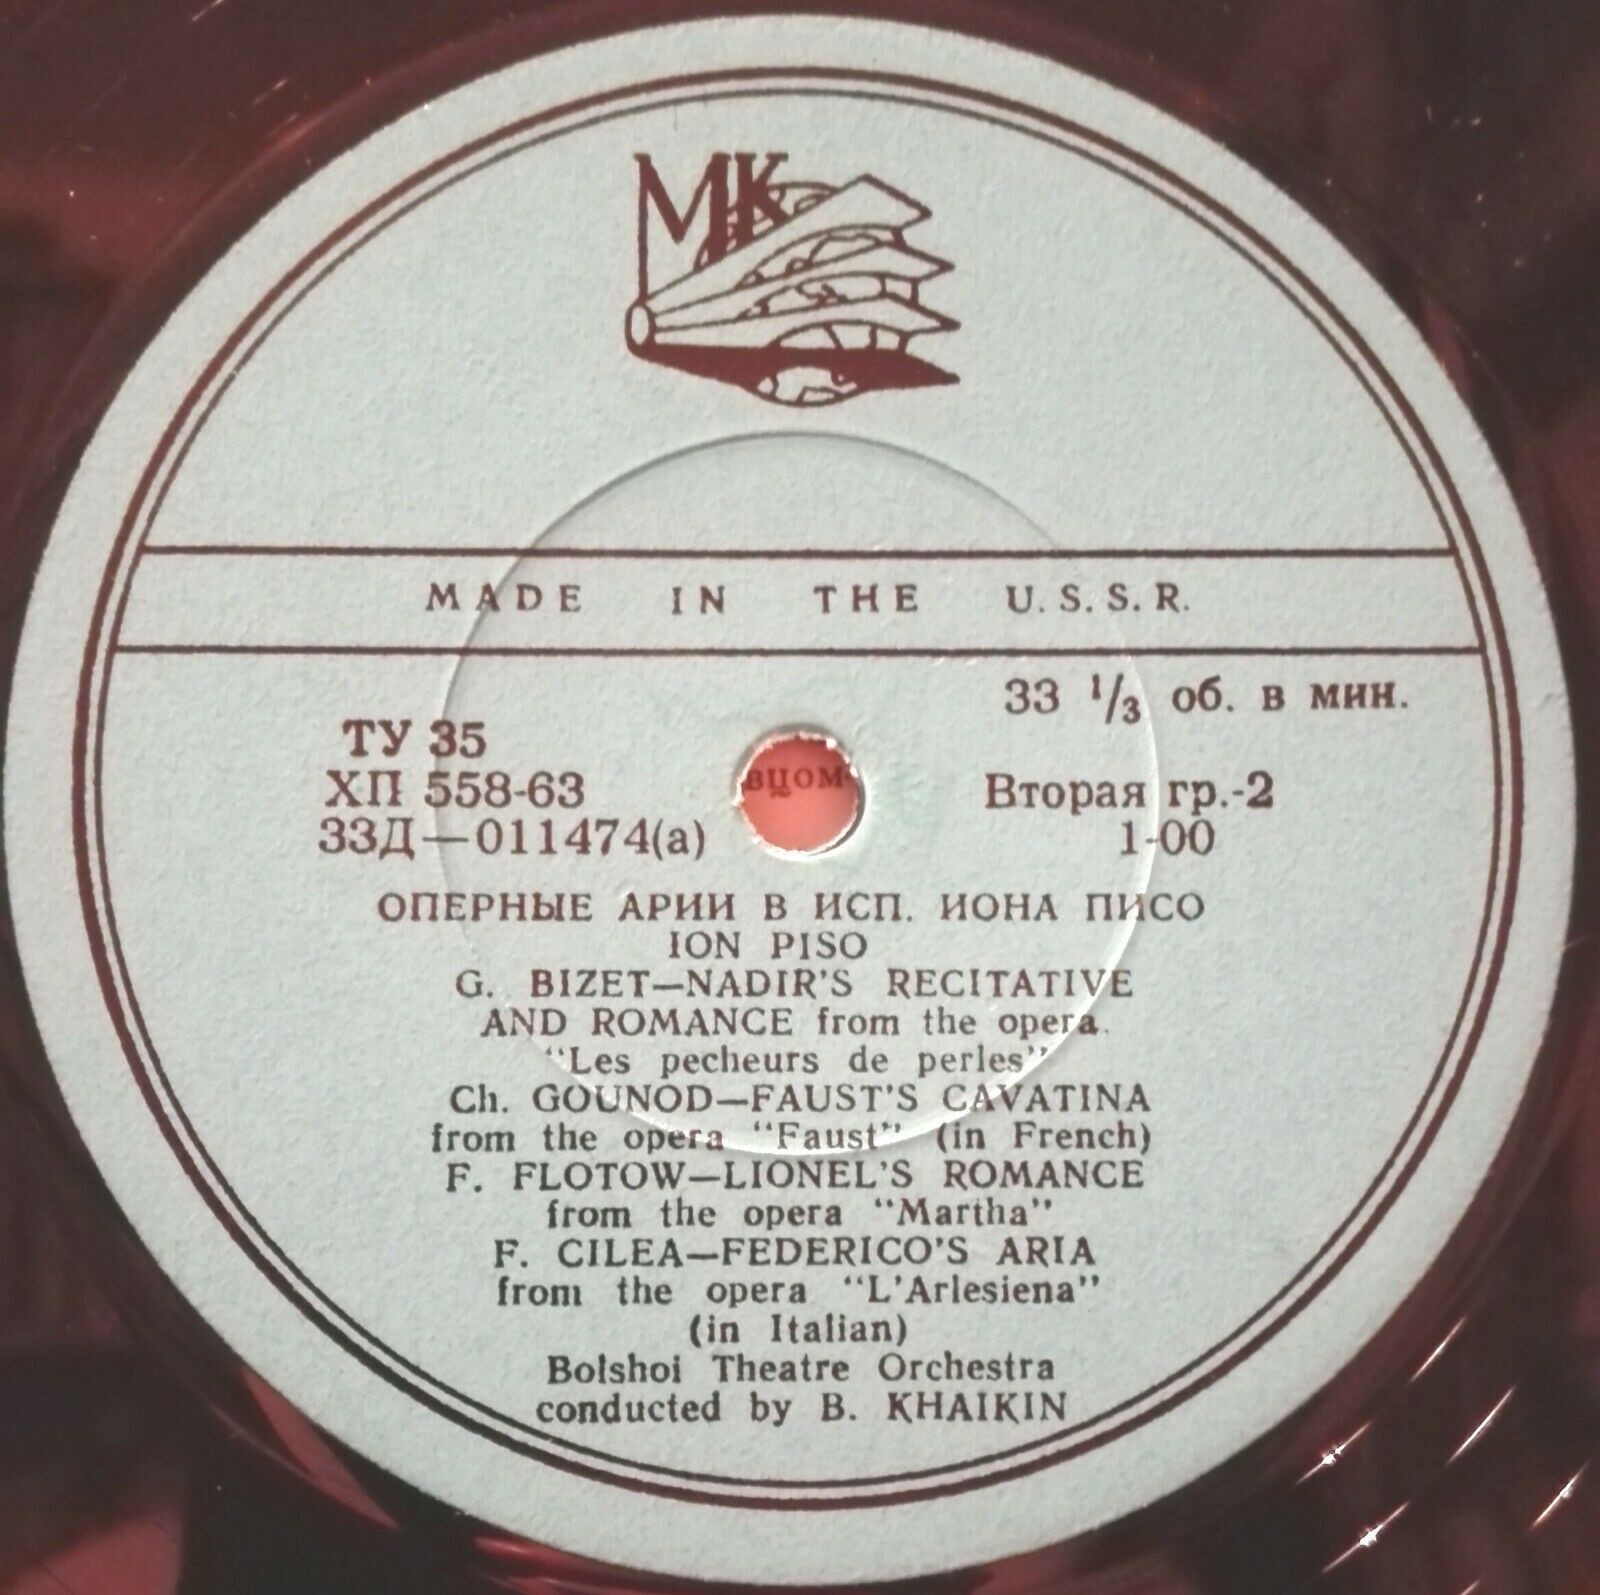 МК
MADE IN THE U.S.S.R.
33 1/3 об. в мин.
ТУ 35
ХП 558-63
33Д—011474(а)
вцом
Вторая гр.-2
1-00
ОПЕРНЫЕ АРИИ В ИСП. ИОНА ПИСО
ION PISO
G. BIZET—NADIR'S RECITATIVE
AND ROMANCE from the opera
"Les pecheurs de perles"
Ch. GOUNOD—FAUST'S CAVATINA
from the opera "Faust" (in French)
F. FLOTOW—LIONEL'S ROMANCE
from the opera "Martha"
F. CILEA—FEDERICO'S ARIA
from the opera "L'Arlesiena"
(in Italian)
Bolshoi Theatre Orchestra
conducted by B. KHAIKIN